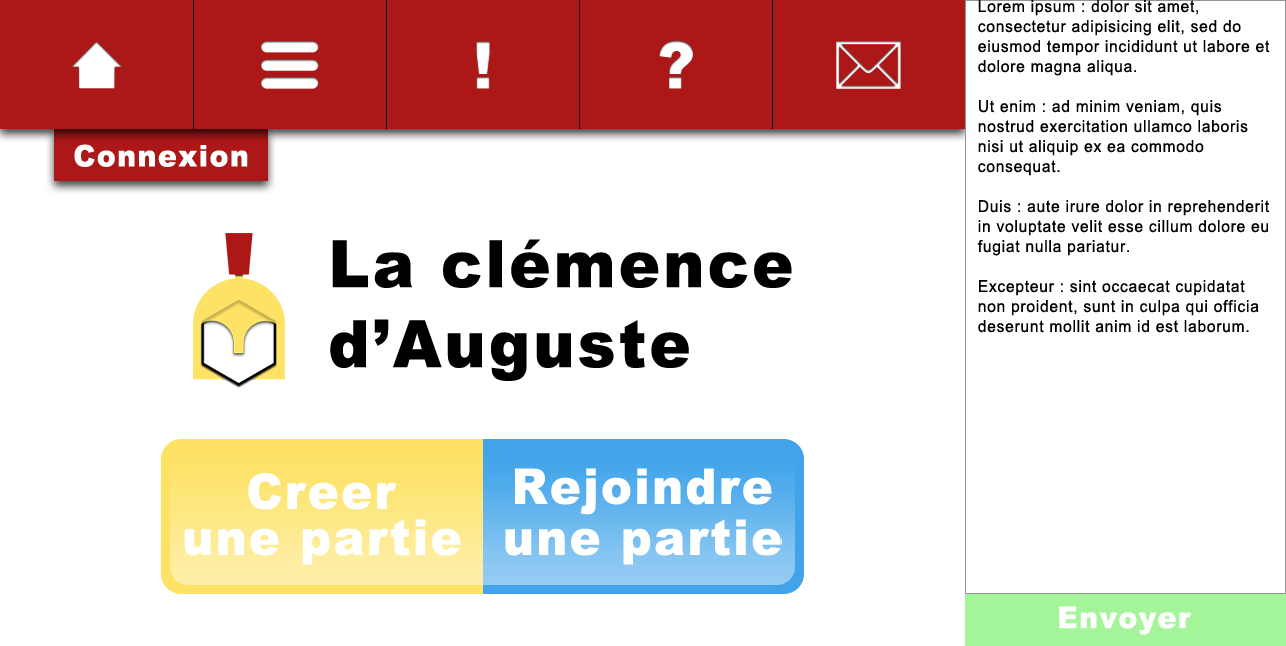 !
?
Connexion
La clémence
d’Auguste
Creer
une partie
Rejoindre
une partie
Lorem ipsum : dolor sit amet,
consectetur adipisicing elit, sed do
eiusmod tempor incididunt ut labore et
dolore magna aliqua.
Ut enim : ad minim veniam, quis
nostrud exercitation ullamco laboris
nisi ut aliquip ex ea commodo
consequat.
Duis : aute irure dolor in reprehenderit
in voluptate velit esse cillum dolore eu
fugiat nulla pariatur.
Excepteur : sint occaecat cupidatat
non proident, sunt in culpa qui officia
deserunt mollit anim id est laborum.
Envoyer